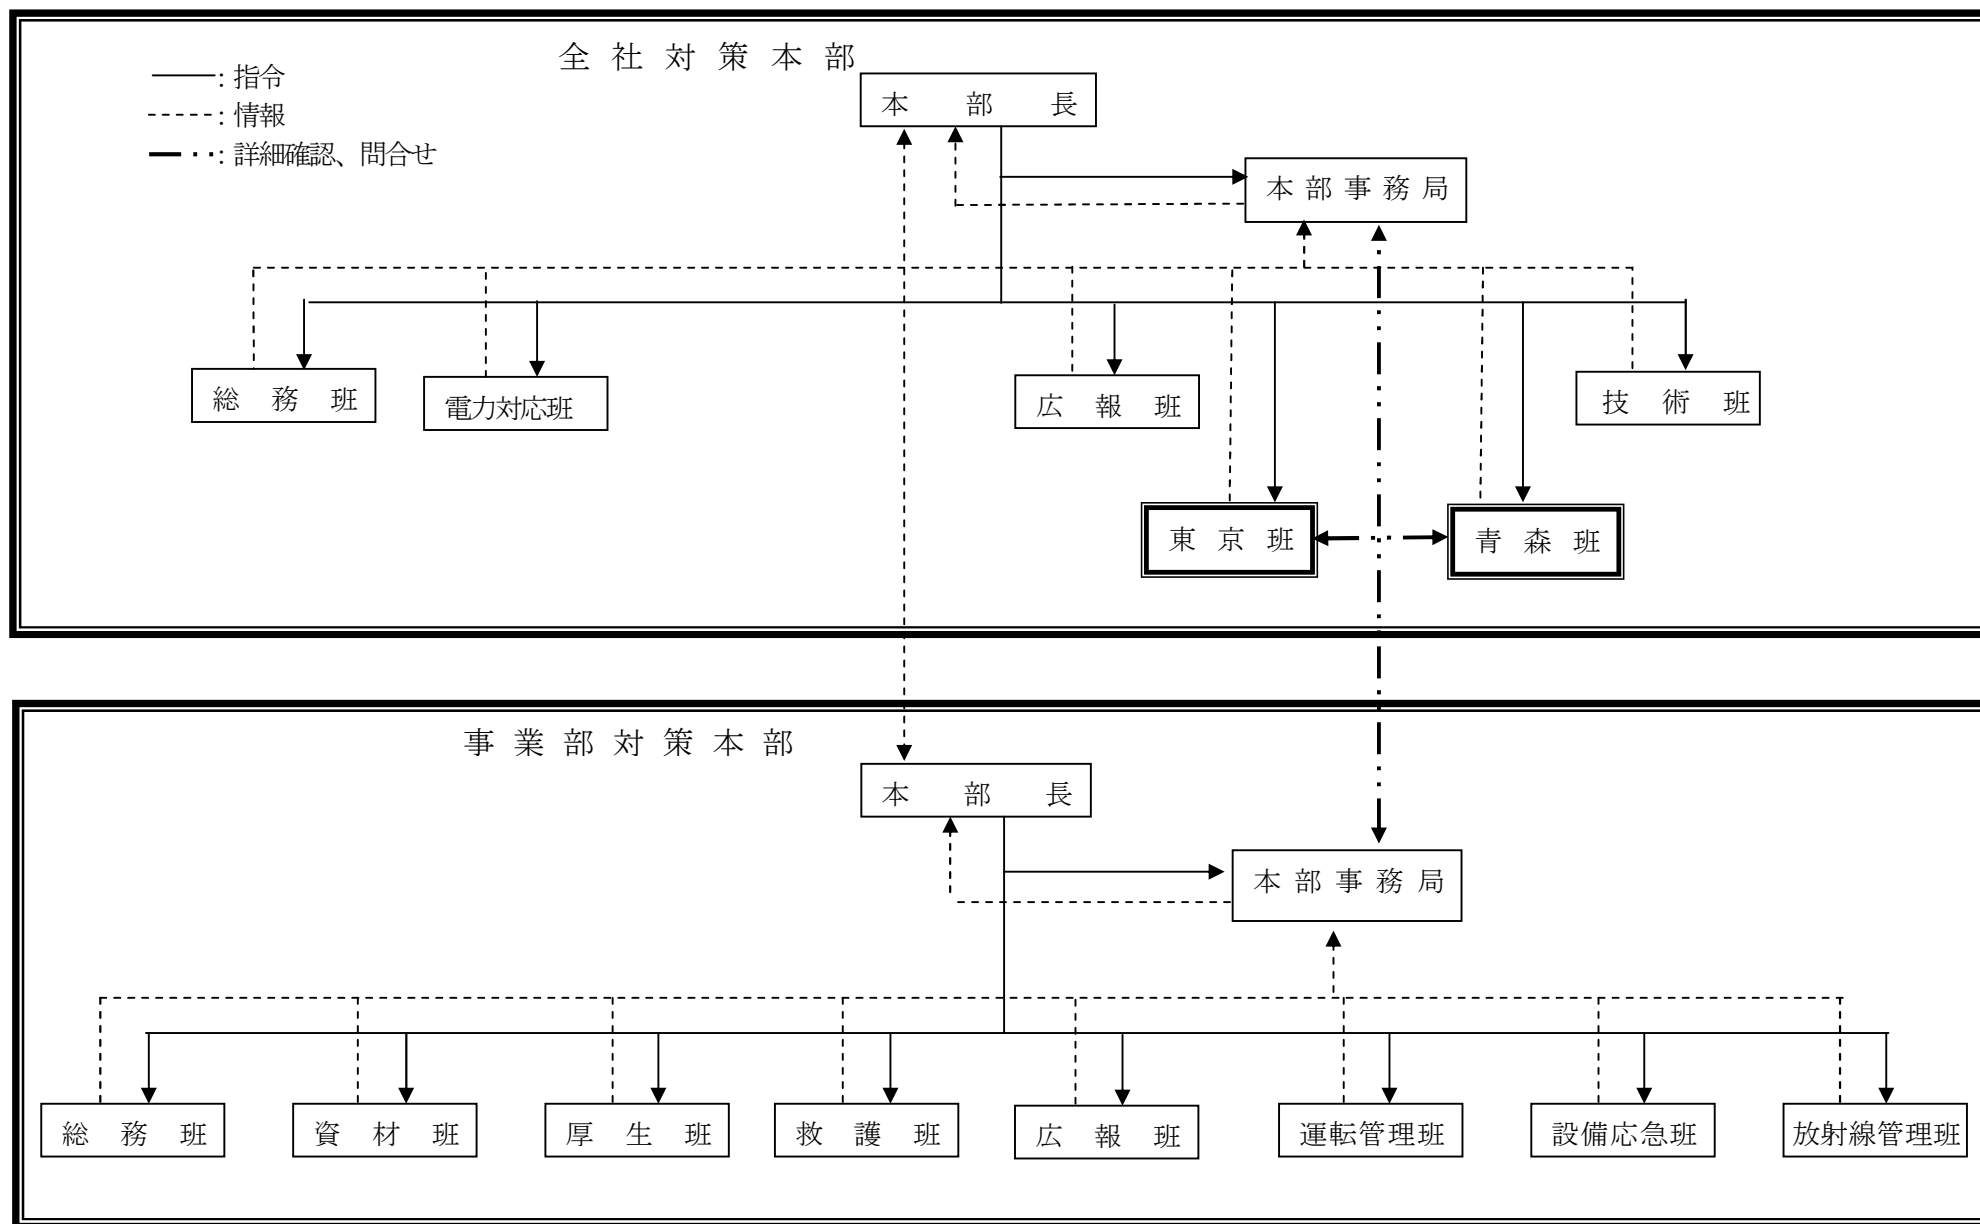 全社対策本部
: 指令
: 情報
: 詳細確認、問合せ
本部長
本部事務局
総務班
電力対応班
広報班
技術班
東京班
青森班
事業部対策本部
本部長
本部事務局
総務班
資材班
厚生班
救護班
広報班
運転管理班
設備応急班
放射線管理班